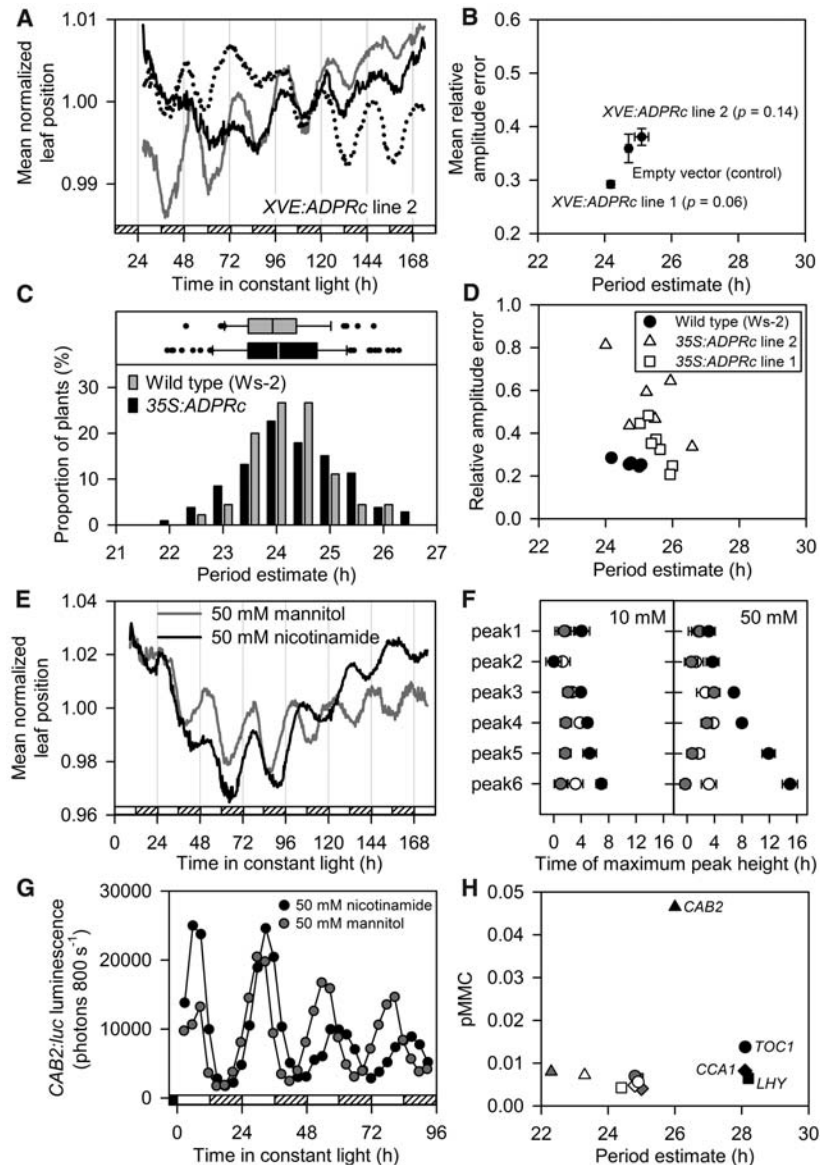 A
Mean normalized
leaf position
1.01
1.00
0.99
XVE:ADPRc line 2
24 48 72 96 120 144 168
Time in constant light (h)
B
Mean relative
amplitude error
0.6
0.5
0.4
0.3
0.2
XVE:ADPRc line 2 (p = 0.14)
Empty vector (control)
XVE:ADPRc line 1 (p = 0.06)
22 24 26 28 30
Period estimate (h)
C
Proportion of plants (%)
Wild type (Ws-2)
35S:ADPRc
30
20
10
0
21 22 23 24 25 26 27
Period estimate (h)
D
Relative amplitude error
1.0
0.8
0.6
0.4
0.2
0.0
Wild type (Ws-2)
35S:ADPRc line 2
35S:ADPRc line 1
22 24 26 28 30
Period estimate (h)
E
Mean normalized
leaf position
1.04
1.02
1.00
0.98
0.96
50 mM mannitol
50 mM nicotinamide
0 24 48 72 96 120 144 168
Time in constant light (h)
F
10 mM
50 mM
peak1
peak2
peak3
peak4
peak5
peak6
0 4 8 12 16 0 4 8 12 16
Time of maximum peak height (h)
G
CAB2:luc luminescence
(photons 800 s⁻¹)
30000
20000
10000
0
50 mM nicotinamide
50 mM mannitol
0 24 48 72 96
Time in constant light (h)
H
pMMC
0.05
0.04
0.03
0.02
0.01
0.00
CAB2
TOC1
CCA1
LHY
22 24 26 28 30
Period estimate (h)